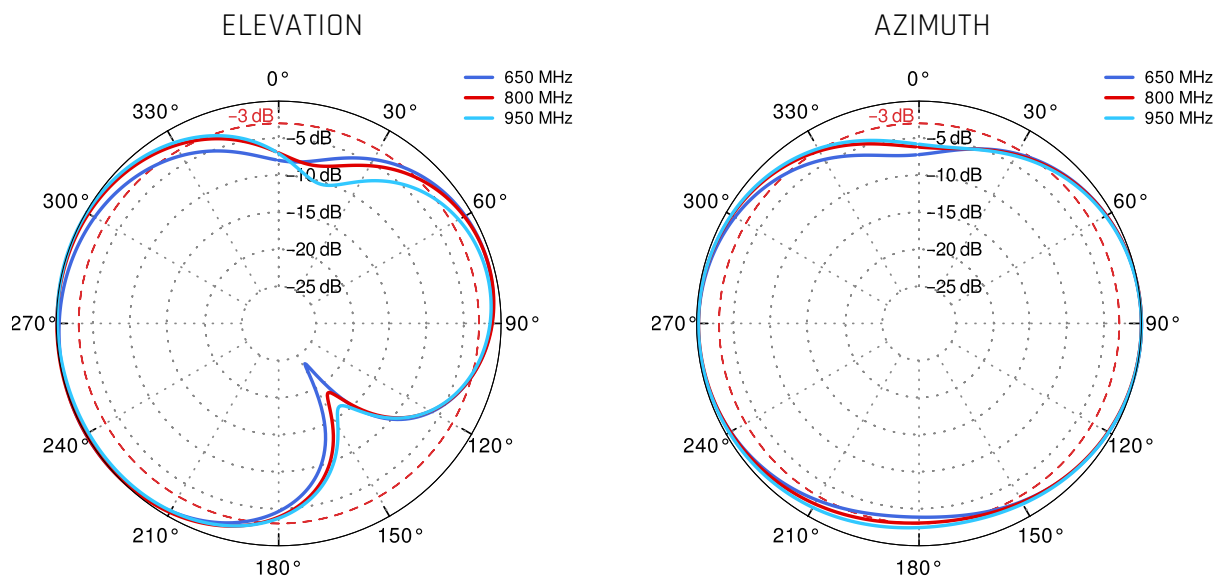 ELEVATION
650 MHz
800 MHz
950 MHz
0°
30°
60°
90°
120°
150°
180°
210°
240°
270°
300°
330°
−3 dB
−5 dB
−10 dB
−15 dB
−20 dB
−25 dB
AZIMUTH
650 MHz
800 MHz
950 MHz
0°
30°
60°
90°
120°
150°
180°
210°
240°
270°
300°
330°
−3 dB
−5 dB
−10 dB
−15 dB
−20 dB
−25 dB